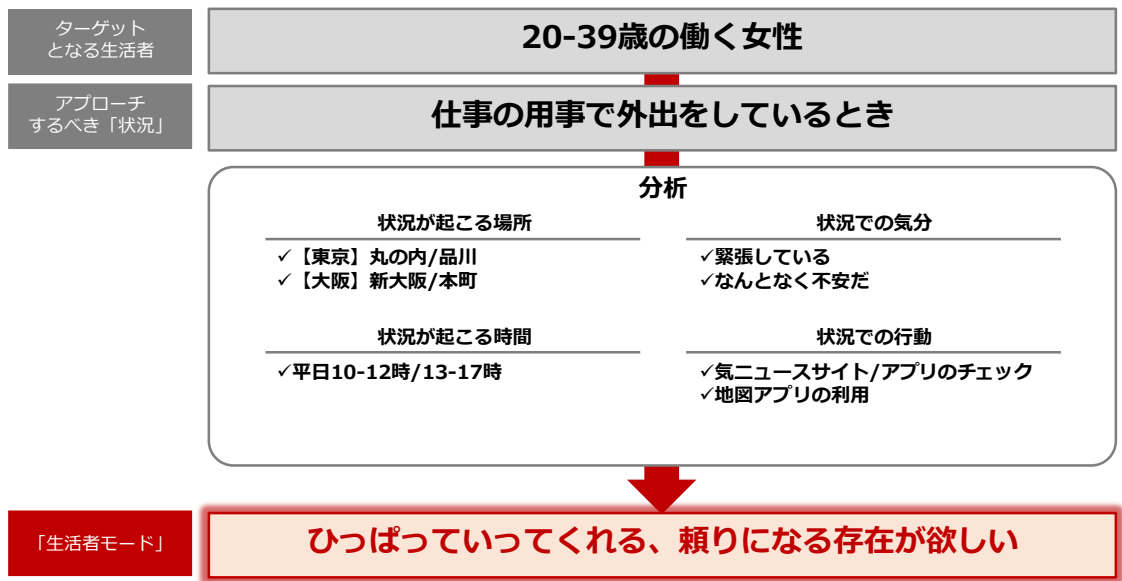 ターゲット
となる生活者
20-39歳の働く女性
アプローチ
するべき「状況」
仕事の用事で外出をしているとき
分析
状況が起こる場所
✓【東京】丸の内/品川
✓【大阪】新大阪/本町
状況での気分
✓緊張している
✓なんとなく不安だ
状況が起こる時間
✓平日10-12時/13-17時
状況での行動
✓気ニュースサイト/アプリのチェック
✓地図アプリの利用
「生活者モード」
ひっぱっていってくれる、頼りになる存在が欲しい